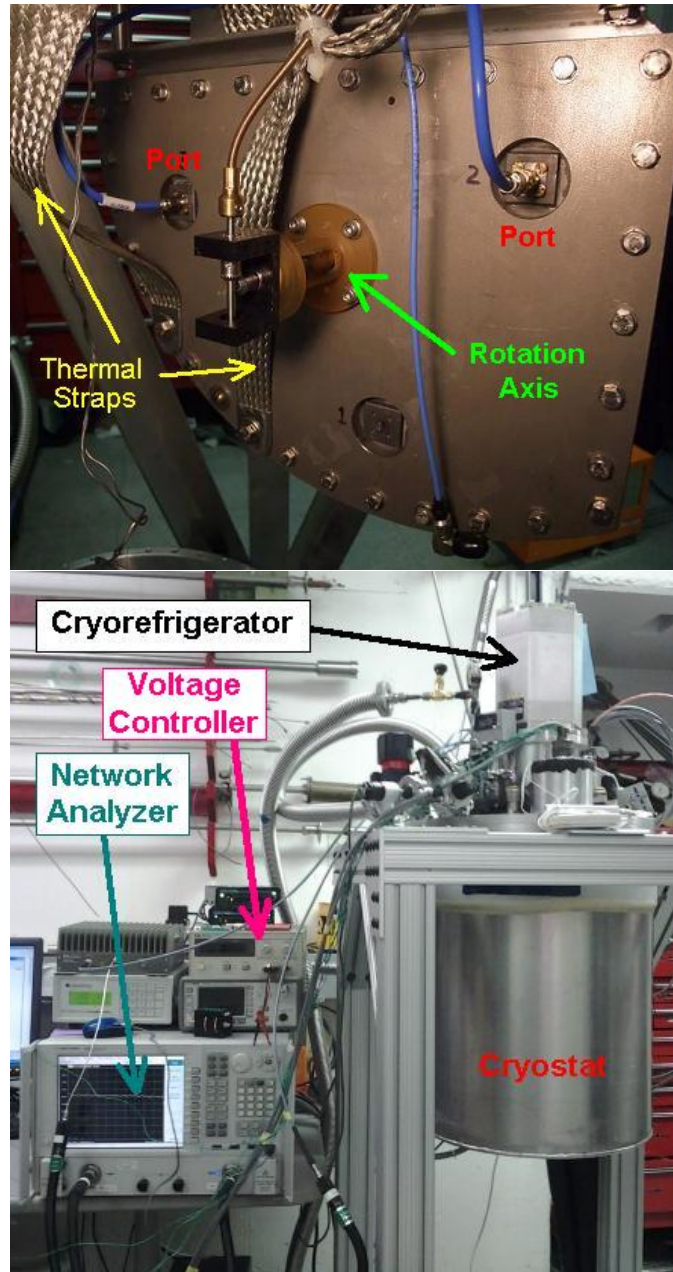 Port
2
Port
Thermal
Straps
Rotation
Axis
1
Cryorefrigerator
Voltage
Controller
Network
Analyzer
Cryostat